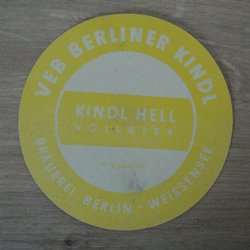 VEB BERLINER KINDL
KINDL HELL
VOLLBIER
BRAUEREI BERLIN - WEISSENSEE